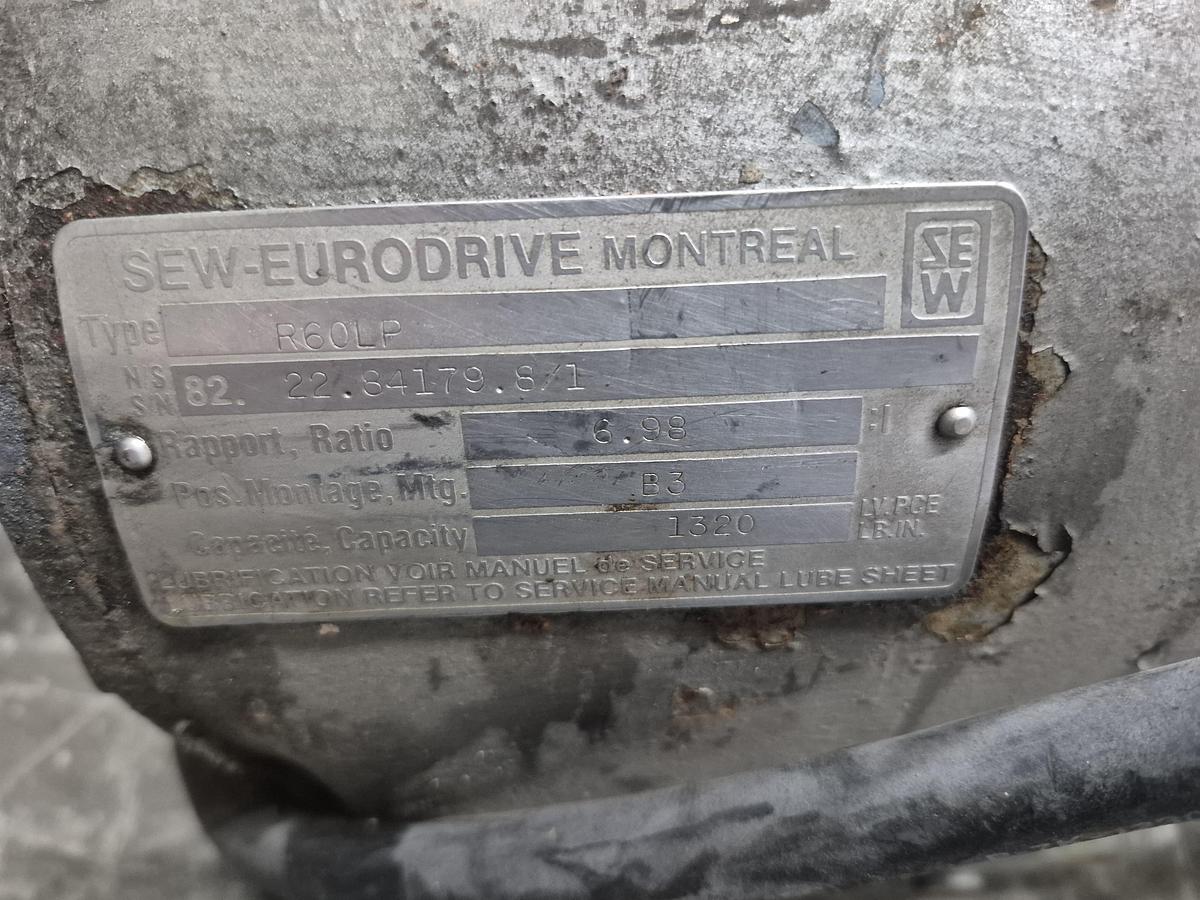 SEW-EURODRIVE MONTREAL
SEW
Type R60LP
NS
SN 82. 22.84179.8/1
Rapport, Ratio 6.98 :1
Pos. Montage, Mtg. B3
Capacité, Capacity 1320 LV.PCE
LB.IN.
LUBRIFICATION VOIR MANUEL de SERVICE
LUBRICATION REFER TO SERVICE MANUAL LUBE SHEET